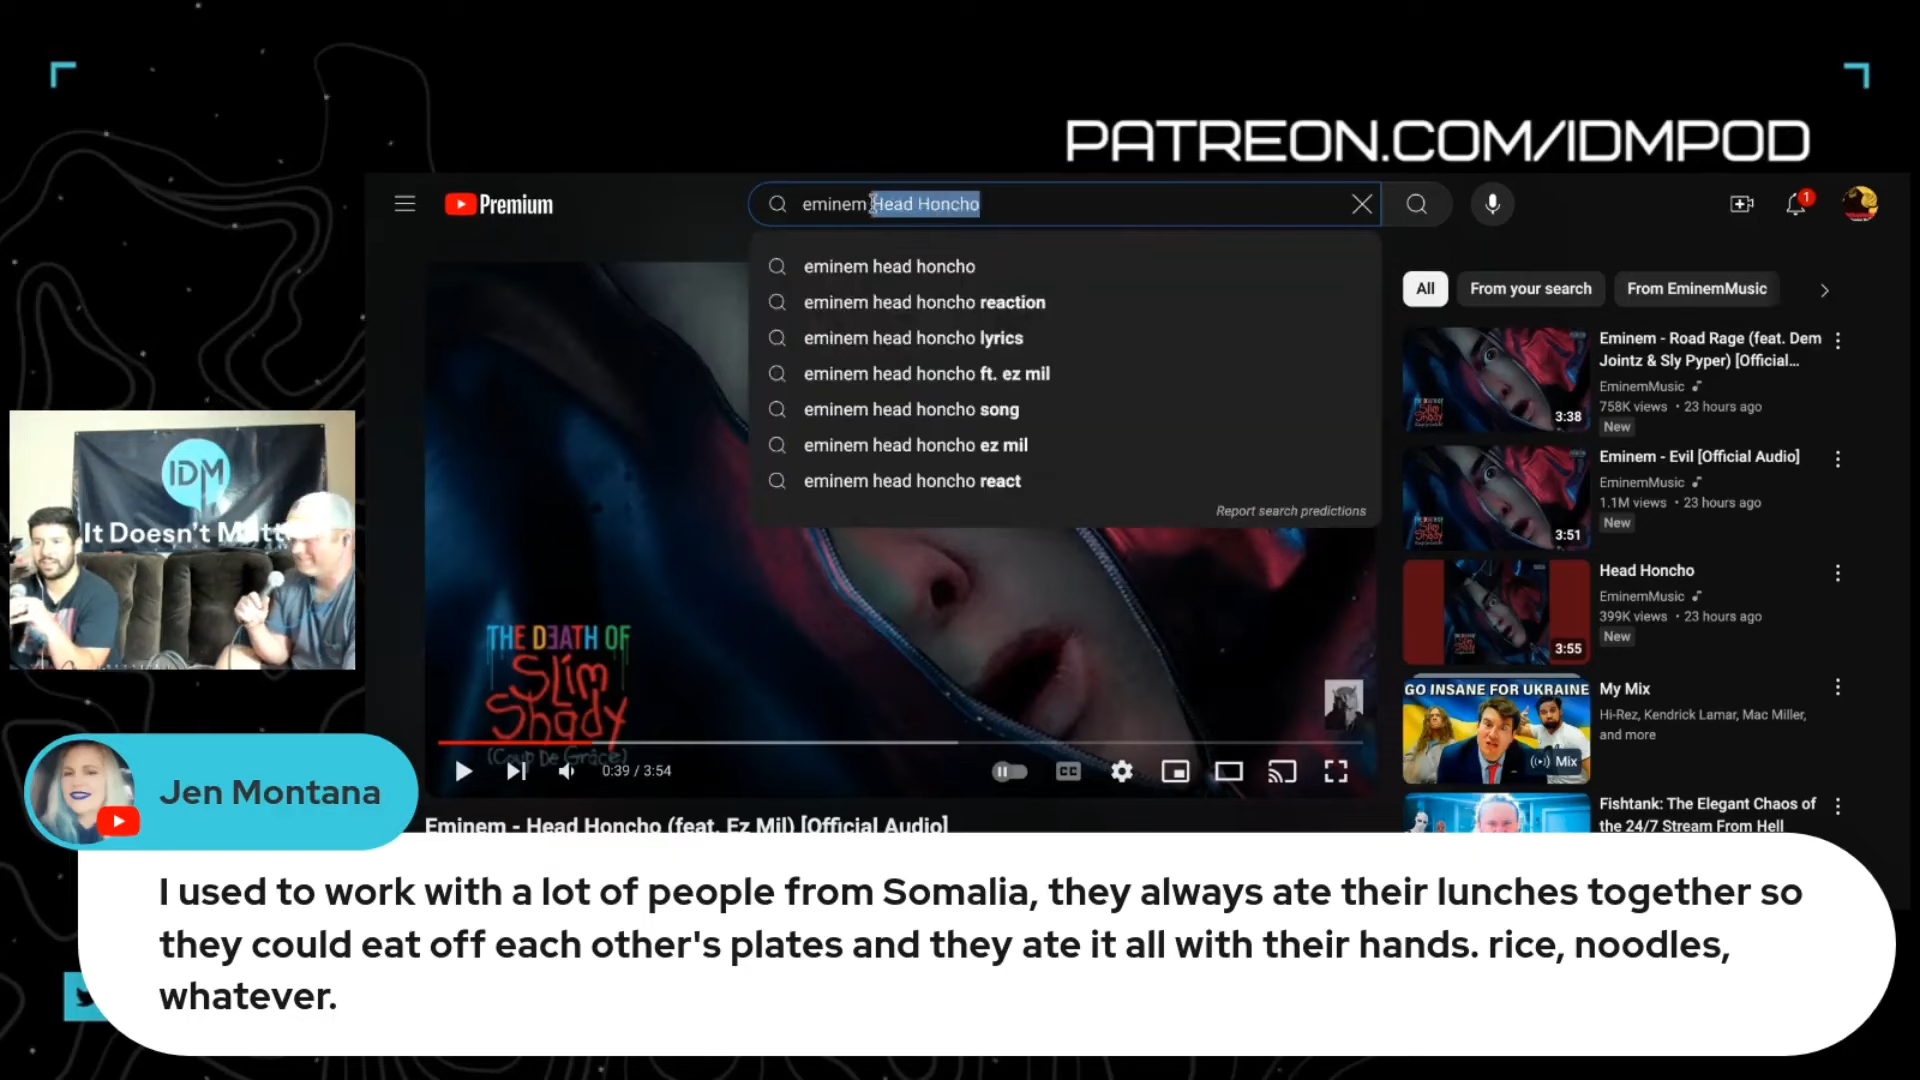 PATREON.COM/IDMPOD
Premium
eminem Head Honcho
1
eminem head honcho
eminem head honcho reaction
eminem head honcho lyrics
eminem head honcho ft. ez mil
eminem head honcho song
eminem head honcho ez mil
eminem head honcho react
Report search predictions
All
From your search
From EminemMusic
Eminem - Road Rage (feat. Dem
Jointz & Sly Pyper) [Official...
EminemMusic
758K views • 23 hours ago
New
3:38
Eminem - Evil [Official Audio]
EminemMusic
1.1M views • 23 hours ago
New
3:51
Head Honcho
EminemMusic
399K views • 23 hours ago
New
3:55
GO INSANE FOR UKRAINE
My Mix
Hi-Rez, Kendrick Lamar, Mac Miller,
and more
Mix
Fishtank: The Elegant Chaos of
the 24/7 Stream From Hell
IDM
It Doesn't Matt
THE DEATH OF
Slim
Shady
(Coup De Grâce)
0:39 / 3:54
CC
Eminem - Head Honcho (feat. Ez Mil) [Official Audio]
Jen Montana
I used to work with a lot of people from Somalia, they always ate their lunches together so
they could eat off each other's plates and they ate it all with their hands. rice, noodles,
whatever.